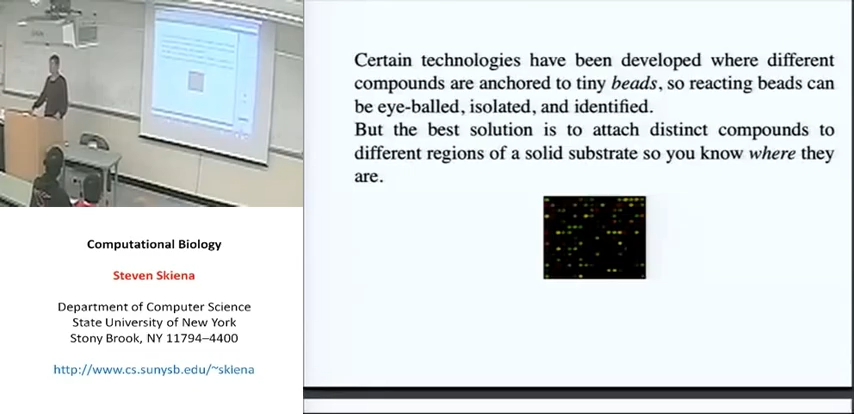 Certain technologies have been developed where different
compounds are anchored to tiny beads, so reacting beads can
be eye-balled, isolated, and identified.
But the best solution is to attach distinct compounds to
different regions of a solid substrate so you know where they
are.
Computational Biology
Steven Skiena
Department of Computer Science
State University of New York
Stony Brook, NY 11794–4400
http://www.cs.sunysb.edu/~skiena